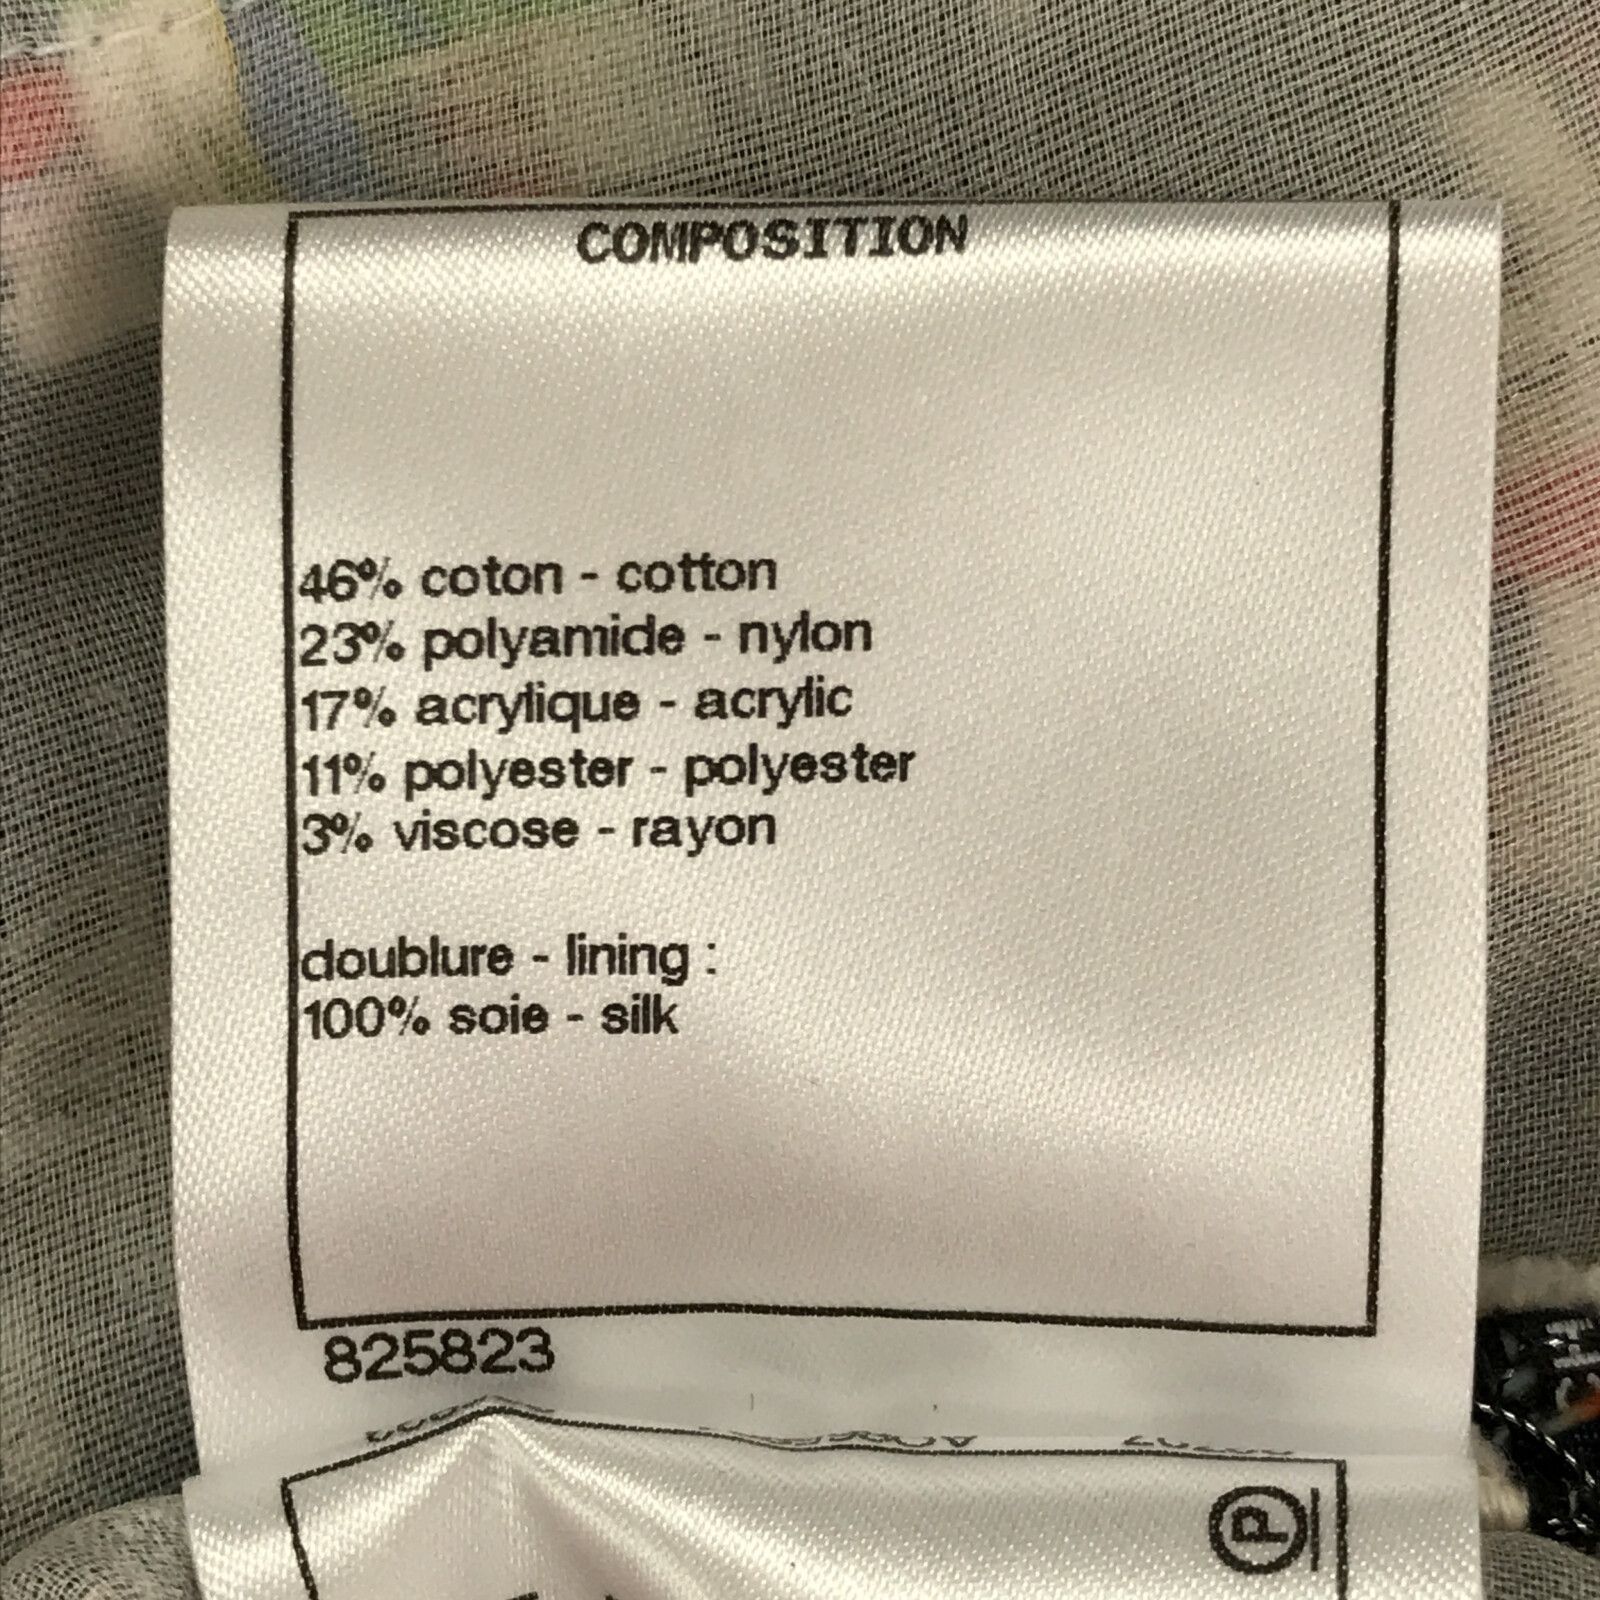 COMPOSITION
46% coton - cotton
23% polyamide - nylon
17% acrylique - acrylic
11% polyester - polyester
3% viscose - rayon
doublure - lining :
100% soie - silk
825823
P